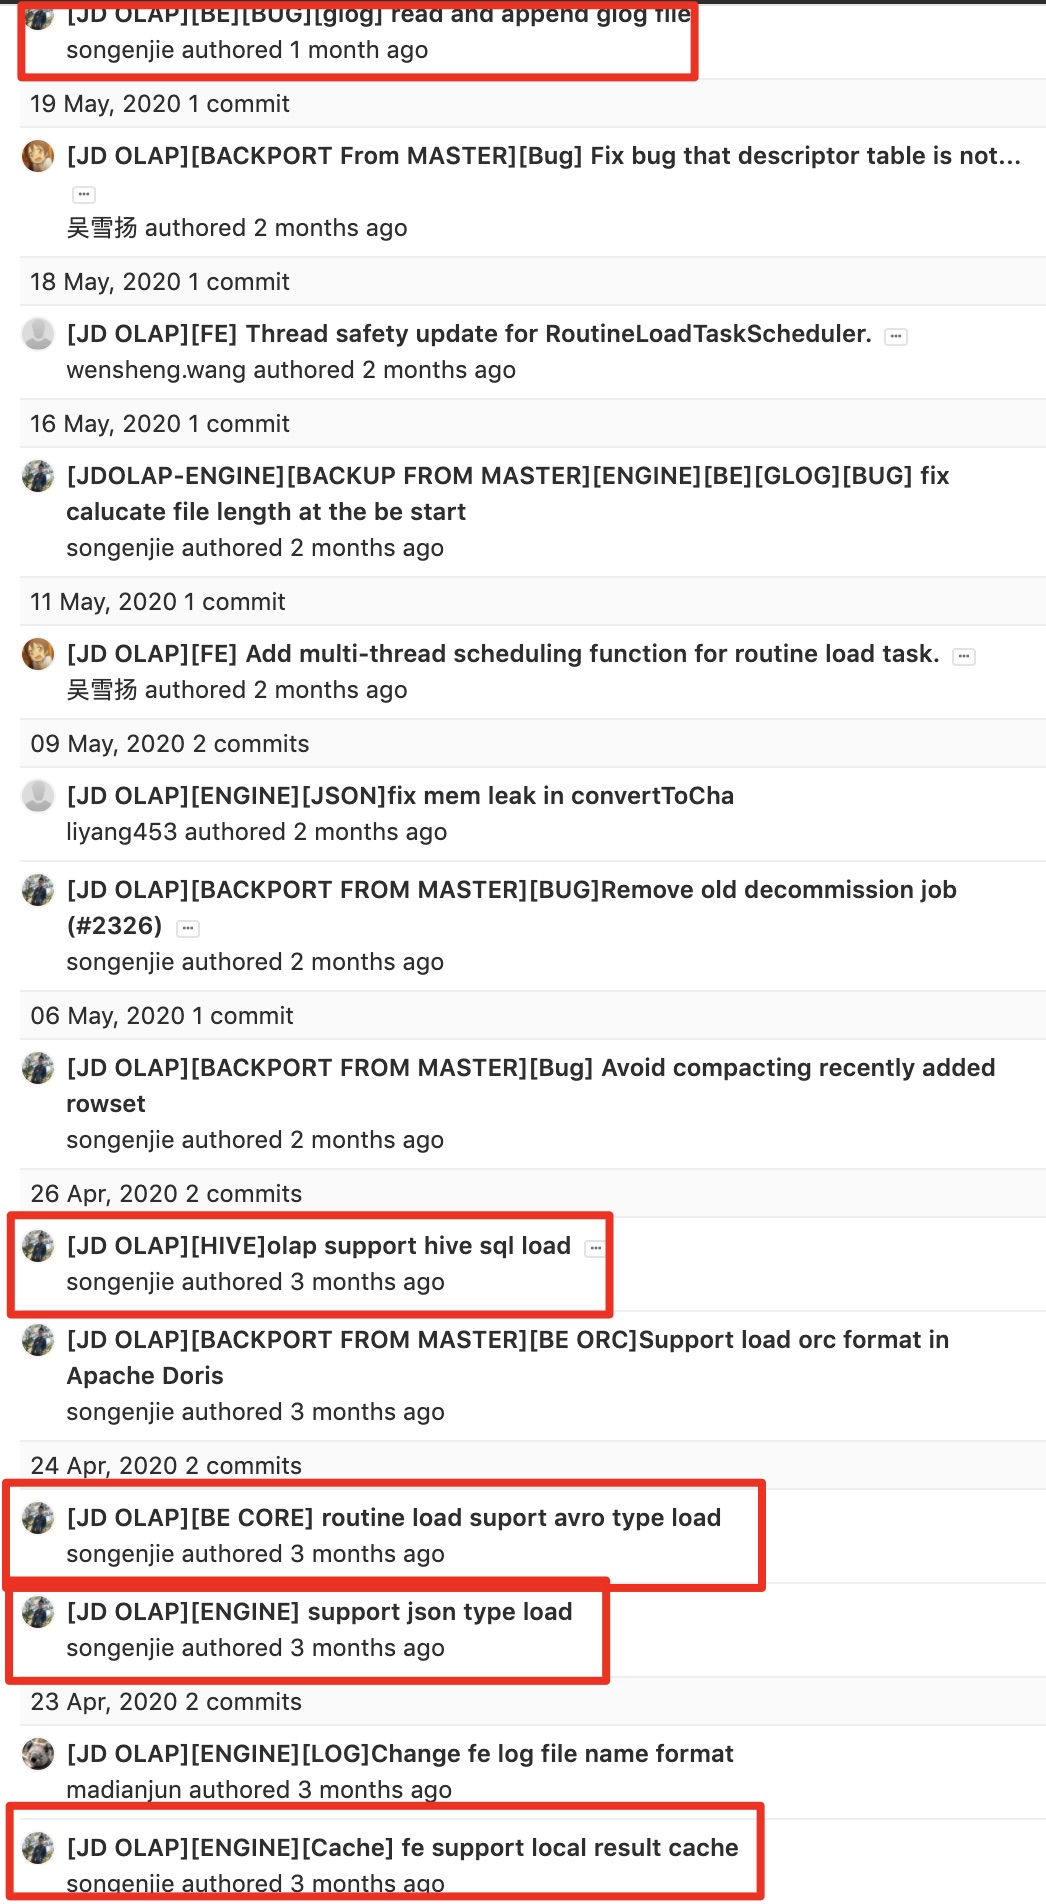 [JD OLAP][BE][BUG][glog] read and append glog file
songenjie authored 1 month ago
19 May, 2020 1 commit
[JD OLAP][BACKPORT From MASTER][Bug] Fix bug that descriptor table is not...
吴雪扬 authored 2 months ago
18 May, 2020 1 commit
[JD OLAP][FE] Thread safety update for RoutineLoadTaskScheduler.
wensheng.wang authored 2 months ago
16 May, 2020 1 commit
[JDOLAP-ENGINE][BACKUP FROM MASTER][ENGINE][BE][GLOG][BUG] fix
calucate file length at the be start
songenjie authored 2 months ago
11 May, 2020 1 commit
[JD OLAP][FE] Add multi-thread scheduling function for routine load task.
吴雪扬 authored 2 months ago
09 May, 2020 2 commits
[JD OLAP][ENGINE][JSON]fix mem leak in convertToCha
liyang453 authored 2 months ago
[JD OLAP][BACKPORT FROM MASTER][BUG]Remove old decommission job
(#2326)
songenjie authored 2 months ago
06 May, 2020 1 commit
[JD OLAP][BACKPORT FROM MASTER][Bug] Avoid compacting recently added
rowset
songenjie authored 2 months ago
26 Apr, 2020 2 commits
[JD OLAP][HIVE]olap support hive sql load
songenjie authored 3 months ago
[JD OLAP][BACKPORT FROM MASTER][BE ORC]Support load orc format in
Apache Doris
songenjie authored 3 months ago
24 Apr, 2020 2 commits
[JD OLAP][BE CORE] routine load suport avro type load
songenjie authored 3 months ago
[JD OLAP][ENGINE] support json type load
songenjie authored 3 months ago
23 Apr, 2020 2 commits
[JD OLAP][ENGINE][LOG]Change fe log file name format
madianjun authored 3 months ago
[JD OLAP][ENGINE][Cache] fe support local result cache
songenjie authored 3 months ago